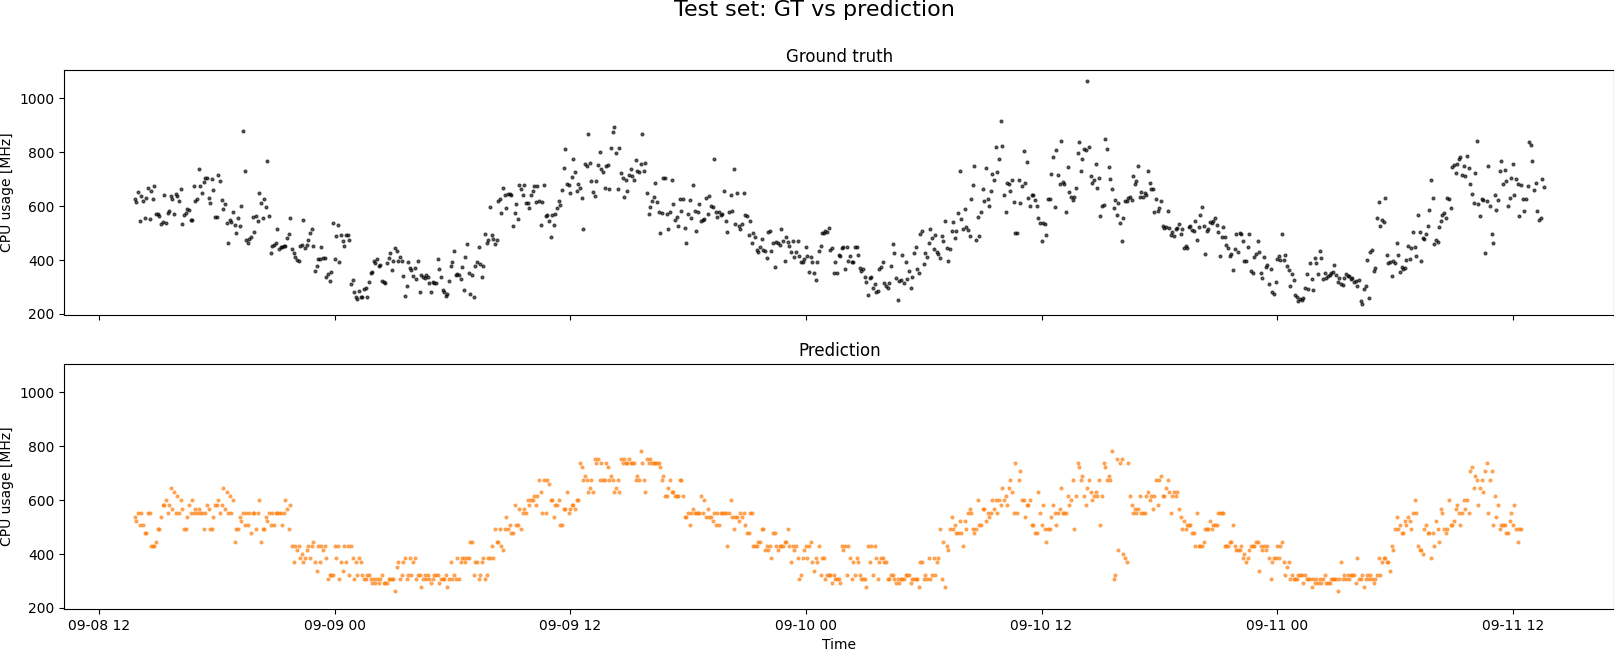 Test set: GT vs prediction
Ground truth
CPU usage [MHz]
1000
800
600
400
200
Prediction
CPU usage [MHz]
1000
800
600
400
200
09-08 12
09-09 00
09-09 12
09-10 00
09-10 12
09-11 00
09-11 12
Time